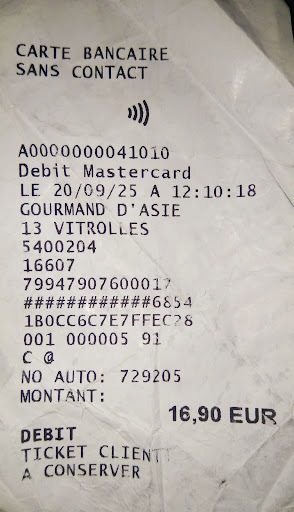 CARTE BANCAIRE
SANS CONTACT
A0000000041010
Debit Mastercard
LE 20/09/25 A 12:10:18
GOURMAND D'ASIE
13 VITROLLES
5400204
16607
79947907600017
############6854
1B0CC6C7E7FFEC28
001 000005 91
C @
NO AUTO: 729205
MONTANT:
16,90 EUR
DEBIT
TICKET CLIENT
A CONSERVER